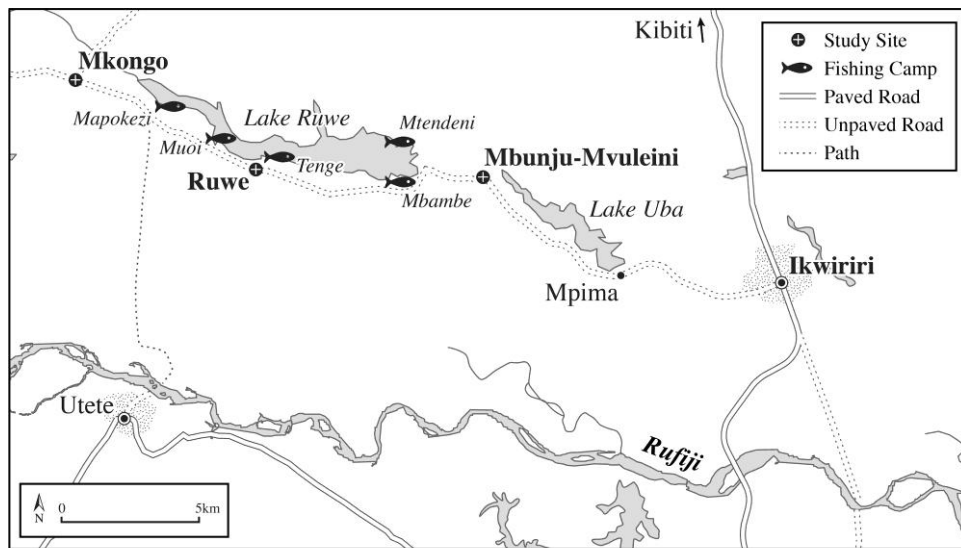 Kibiti
Study Site
Fishing Camp
Paved Road
Unpaved Road
Path
Mkongo
Mapokezi
Lake Ruwe
Mtendeni
Muoi
Tenge
Ruwe
Mbunju-Mvuleini
Mbambe
Lake Uba
Ikwiriri
Mpima
Utete
Rufiji
N
0 5km